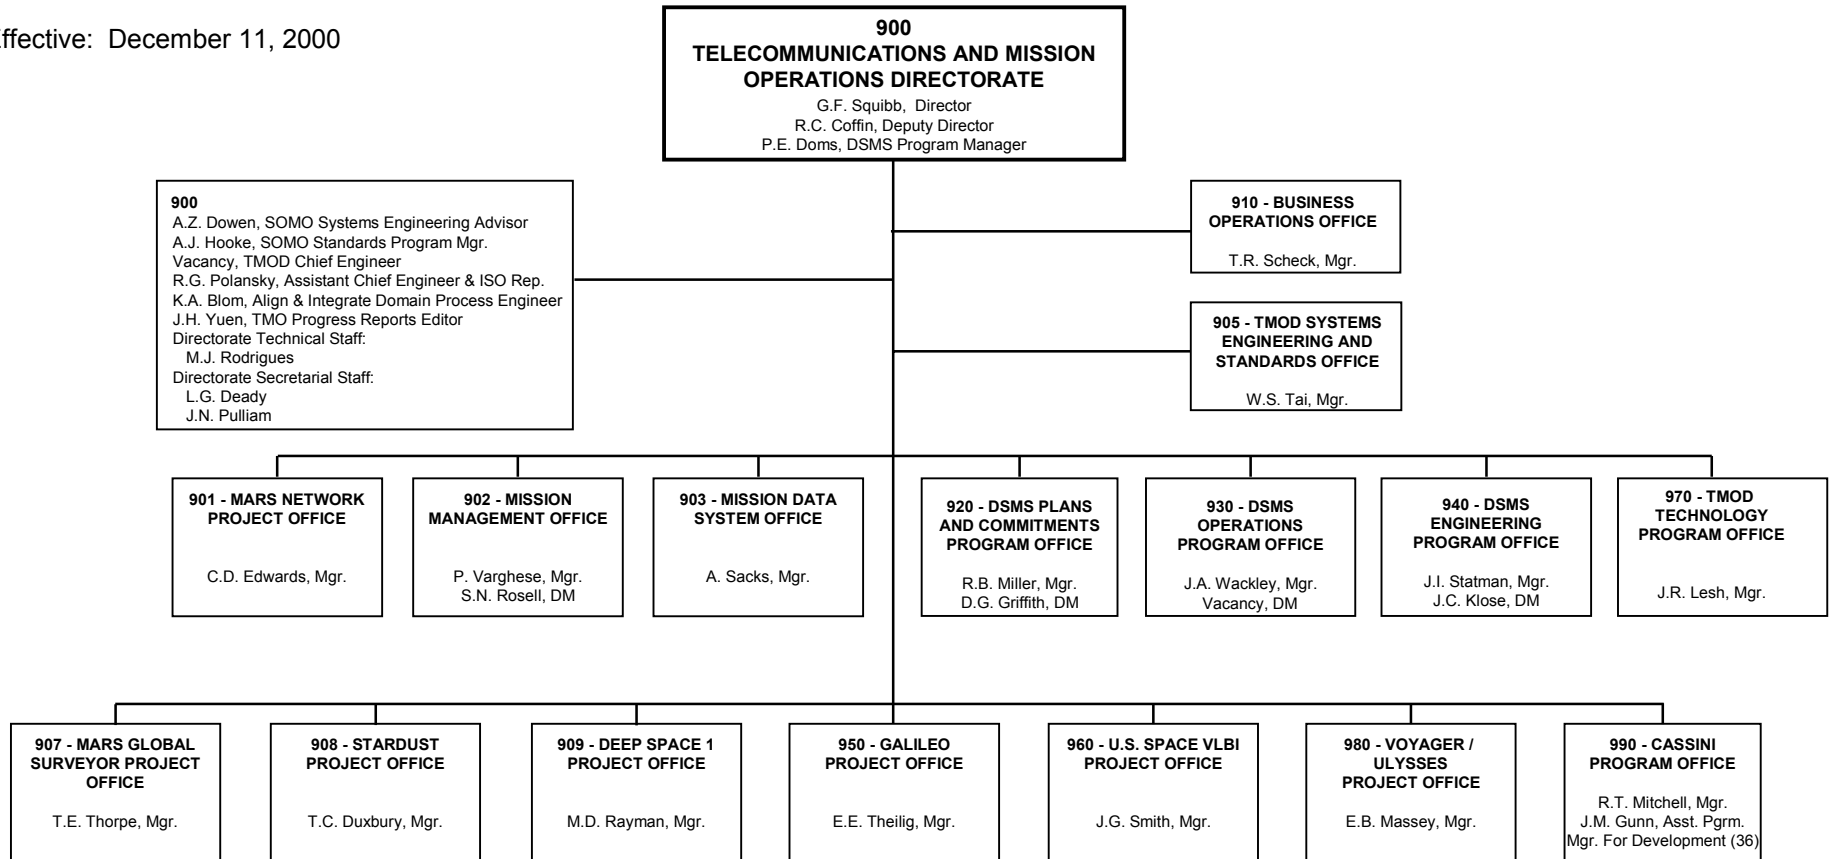 ffective: December 11, 2000
900
TELECOMMUNICATIONS AND MISSION
OPERATIONS DIRECTORATE
G.F. Squibb, Director
R.C. Coffin, Deputy Director
P.E. Doms, DSMS Program Manager
900
A.Z. Dowen, SOMO Systems Engineering Advisor
A.J. Hooke, SOMO Standards Program Mgr.
Vacancy, TMOD Chief Engineer
R.G. Polansky, Assistant Chief Engineer & ISO Rep.
K.A. Blom, Align & Integrate Domain Process Engineer
J.H. Yuen, TMO Progress Reports Editor
Directorate Technical Staff:
M.J. Rodrigues
Directorate Secretarial Staff:
L.G. Deady
J.N. Pulliam
910 - BUSINESS
OPERATIONS OFFICE
T.R. Scheck, Mgr.
905 - TMOD SYSTEMS
ENGINEERING AND
STANDARDS OFFICE
W.S. Tai, Mgr.
901 - MARS NETWORK
PROJECT OFFICE
C.D. Edwards, Mgr.
902 - MISSION
MANAGEMENT OFFICE
P. Varghese, Mgr.
S.N. Rosell, DM
903 - MISSION DATA
SYSTEM OFFICE
A. Sacks, Mgr.
920 - DSMS PLANS
AND COMMITMENTS
PROGRAM OFFICE
R.B. Miller, Mgr.
D.G. Griffith, DM
930 - DSMS
OPERATIONS
PROGRAM OFFICE
J.A. Wackley, Mgr.
Vacancy, DM
940 - DSMS
ENGINEERING
PROGRAM OFFICE
J.I. Statman, Mgr.
J.C. Klose, DM
970 - TMOD
TECHNOLOGY
PROGRAM OFFICE
J.R. Lesh, Mgr.
907 - MARS GLOBAL
SURVEYOR PROJECT
OFFICE
T.E. Thorpe, Mgr.
908 - STARDUST
PROJECT OFFICE
T.C. Duxbury, Mgr.
909 - DEEP SPACE 1
PROJECT OFFICE
M.D. Rayman, Mgr.
950 - GALILEO
PROJECT OFFICE
E.E. Theilig, Mgr.
960 - U.S. SPACE VLBI
PROJECT OFFICE
J.G. Smith, Mgr.
980 - VOYAGER /
ULYSSES
PROJECT OFFICE
E.B. Massey, Mgr.
990 - CASSINI
PROGRAM OFFICE
R.T. Mitchell, Mgr.
J.M. Gunn, Asst. Pgrm.
Mgr. For Development (36)